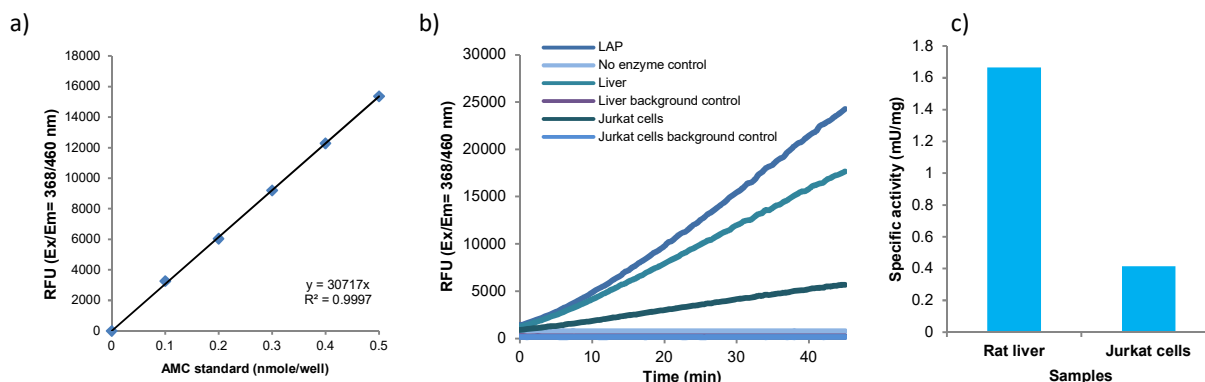 a)
18000
16000
14000
12000
10000
8000
6000
4000
2000
0
RFU (Ex/Em= 368/460 nm)
y = 30717x
R² = 0.9997
0 0.1 0.2 0.3 0.4 0.5
AMC standard (nmole/well)
b)
LAP
No enzyme control
Liver
Liver background control
Jurkat cells
Jurkat cells background control
30000
25000
20000
15000
10000
5000
0
RFU (Ex/Em= 368/460 nm)
0 10 20 30 40
Time (min)
c)
1.8
1.6
1.4
1.2
1
0.8
0.6
0.4
0.2
0
Specific activity (mU/mg)
Rat liver Jurkat cells
Samples